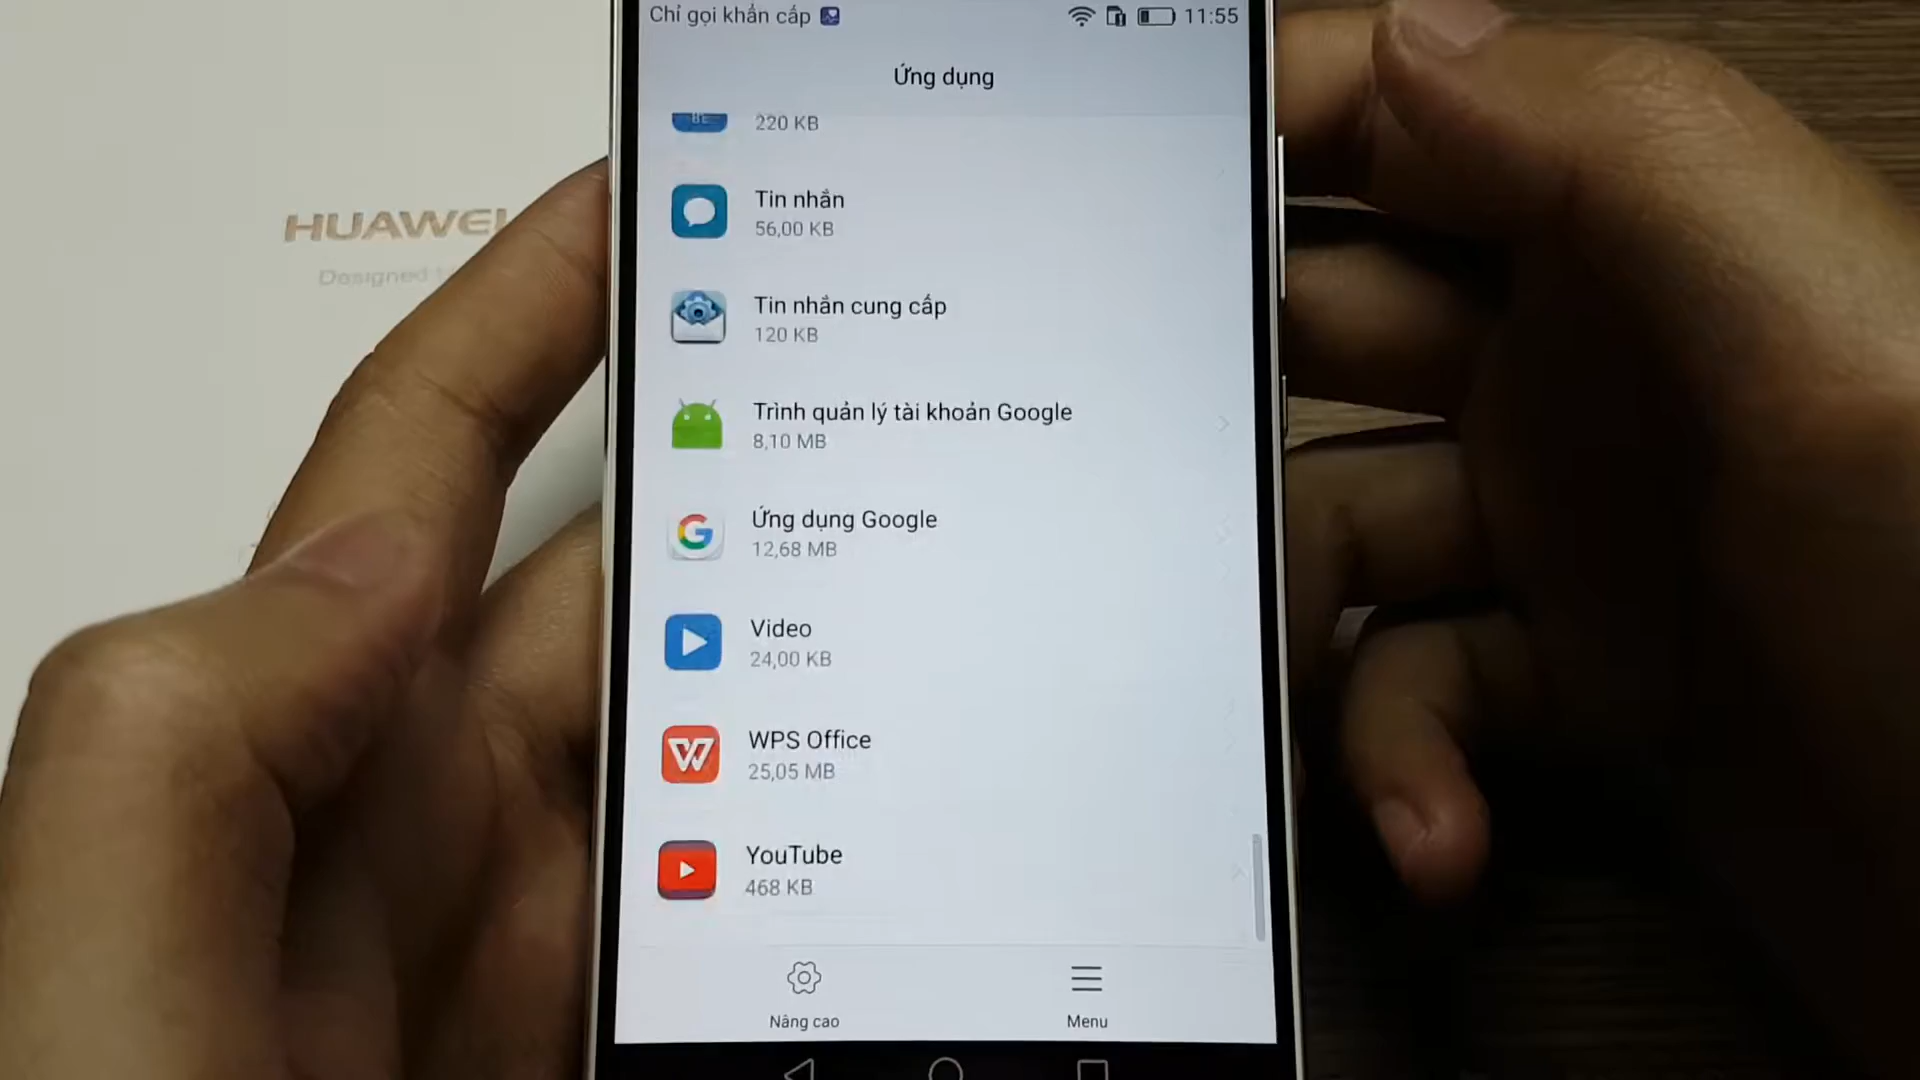 Chỉ gọi khẩn cấp
11:55
Ứng dụng
220 KB
Tin nhắn
56,00 KB
Tin nhắn cung cấp
120 KB
Trình quản lý tài khoản Google
8,10 MB
Ứng dụng Google
12,68 MB
Video
24,00 KB
WPS Office
25,05 MB
YouTube
468 KB
Nâng cao
Menu
HUAWEI
Designed